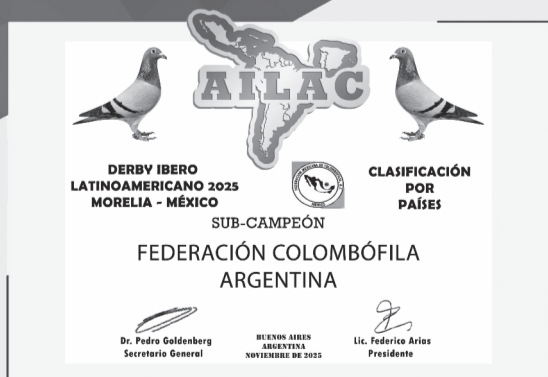 AILAC
DERBY IBERO
LATINOAMERICANO 2025
MORELIA - MÉXICO
CLASIFICACIÓN
POR
PAÍSES
SUB-CAMPEÓN
FEDERACIÓN COLOMBÓFILA
ARGENTINA
Dr. Pedro Goldenberg
Secretario General
BUENOS AIRES
ARGENTINA
NOVIEMBRE DE 2025
Lic. Federico Arias
Presidente